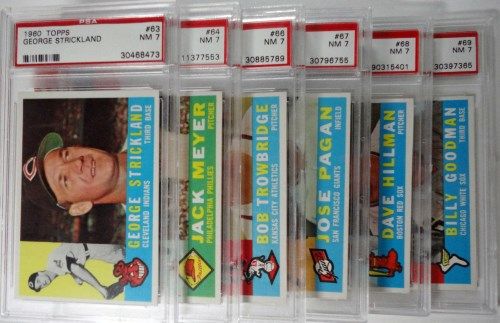 1960 TOPPS #63
GEORGE STRICKLAND NM 7
PSA
30468473
#64
NM 7
11377553
#66
NM 7
30885789
#67
NM 7
30796755
#68
NM 7
90315401
#69
NM 7
30397365
GEORGE STRICKLAND
CLEVELAND INDIANS THIRD BASE
JACK MEYER
PHILADELPHIA PHILLIES PITCHER
BOB TROWBRIDGE
KANSAS CITY ATHLETICS PITCHER
JOSE PAGAN
SAN FRANCISCO GIANTS INFIELD
DAVE HILLMAN
BOSTON RED SOX PITCHER
BILLY GOODMAN
CHICAGO WHITE SOX THIRD BASE